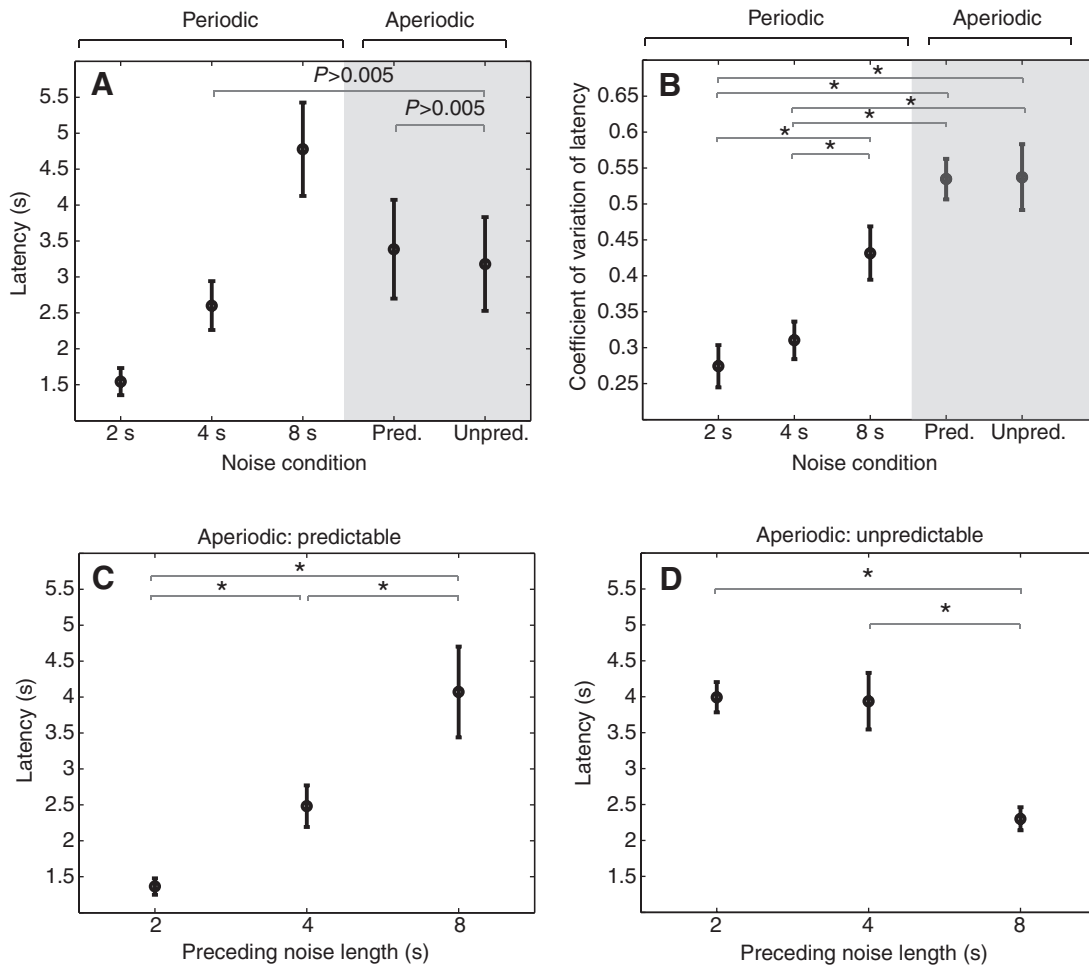 Periodic
Aperiodic
A
P>0.005
P>0.005
5.5
5
4.5
4
3.5
3
2.5
2
1.5
Latency (s)
2 s
4 s
8 s
Pred.
Unpred.
Noise condition
Periodic
Aperiodic
B
*
*
*
*
*
*
0.65
0.6
0.55
0.5
0.45
0.4
0.35
0.3
0.25
Coefficient of variation of latency
2 s
4 s
8 s
Pred.
Unpred.
Noise condition
Aperiodic: predictable
C
*
*
*
5.5
5
4.5
4
3.5
3
2.5
2
1.5
Latency (s)
2
4
8
Preceding noise length (s)
Aperiodic: unpredictable
D
*
*
5.5
5
4.5
4
3.5
3
2.5
2
1.5
Latency (s)
2
4
8
Preceding noise length (s)